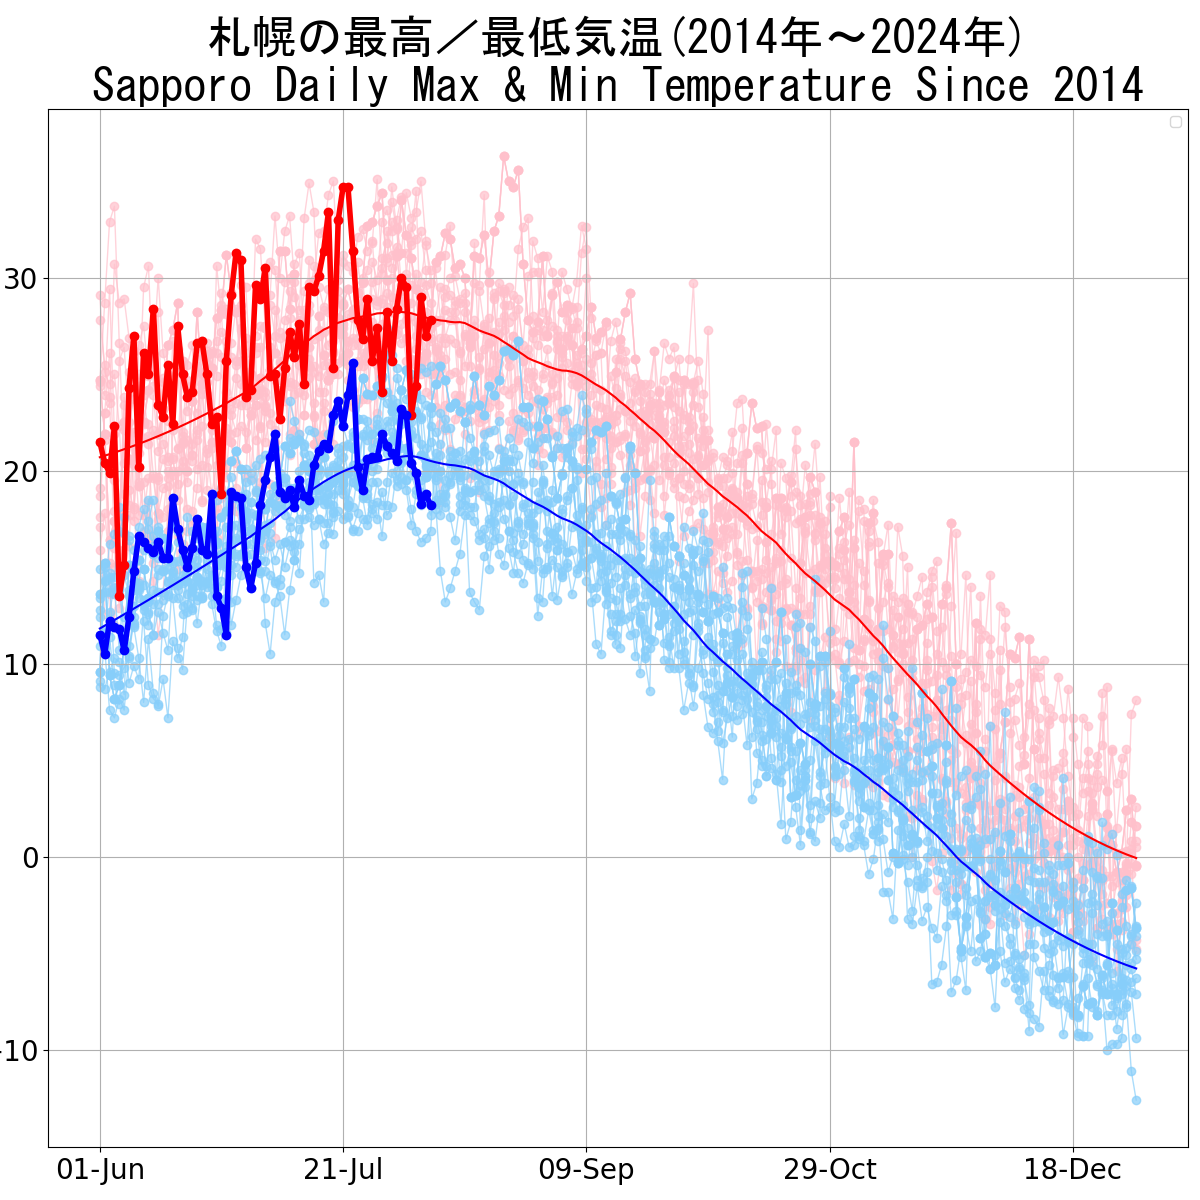 札幌の最高／最低気温(2014年～2024年)
Sapporo Daily Max & Min Temperature Since 2014
30
20
10
0
-10
01-Jun 21-Jul 09-Sep 29-Oct 18-Dec